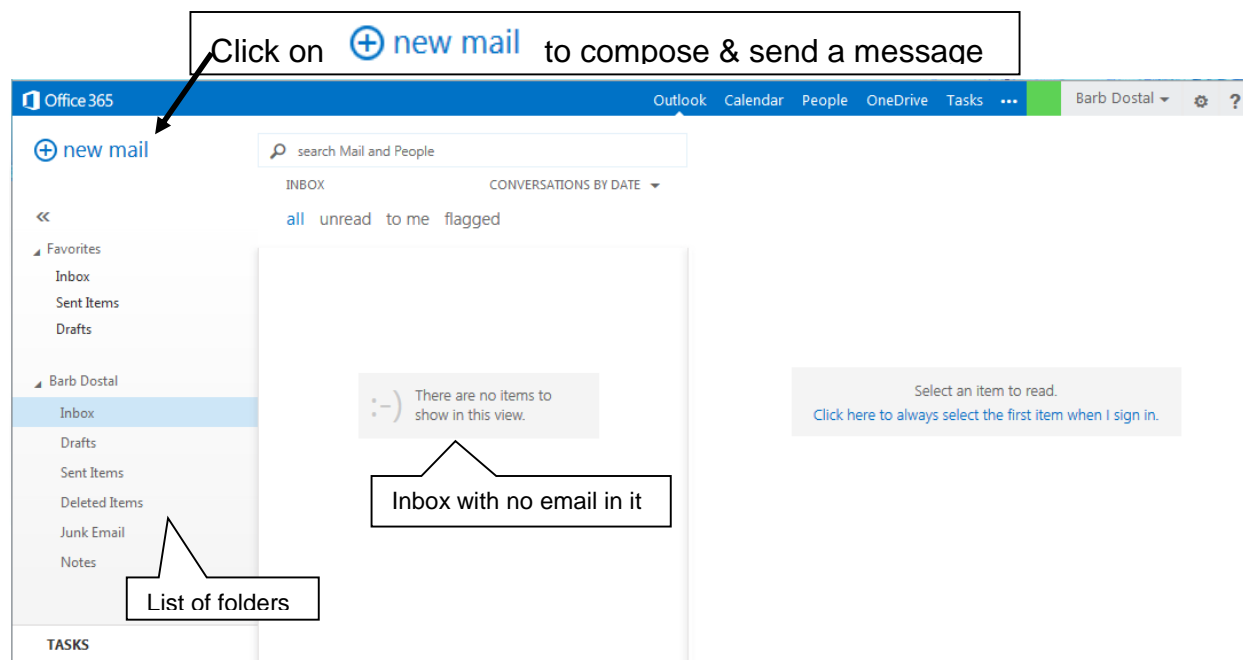 Click on new mail to compose & send a message
Office 365
Outlook Calendar People OneDrive Tasks ••• Barb Dostal ?
new mail
search Mail and People
INBOX CONVERSATIONS BY DATE
all unread to me flagged
«
Favorites
Inbox
Sent Items
Drafts
Barb Dostal
Inbox
Drafts
Sent Items
Deleted Items
Junk Email
Notes
List of folders
TASKS
:-)
There are no items to
show in this view.
Inbox with no email in it
Select an item to read.
Click here to always select the first item when I sign in.